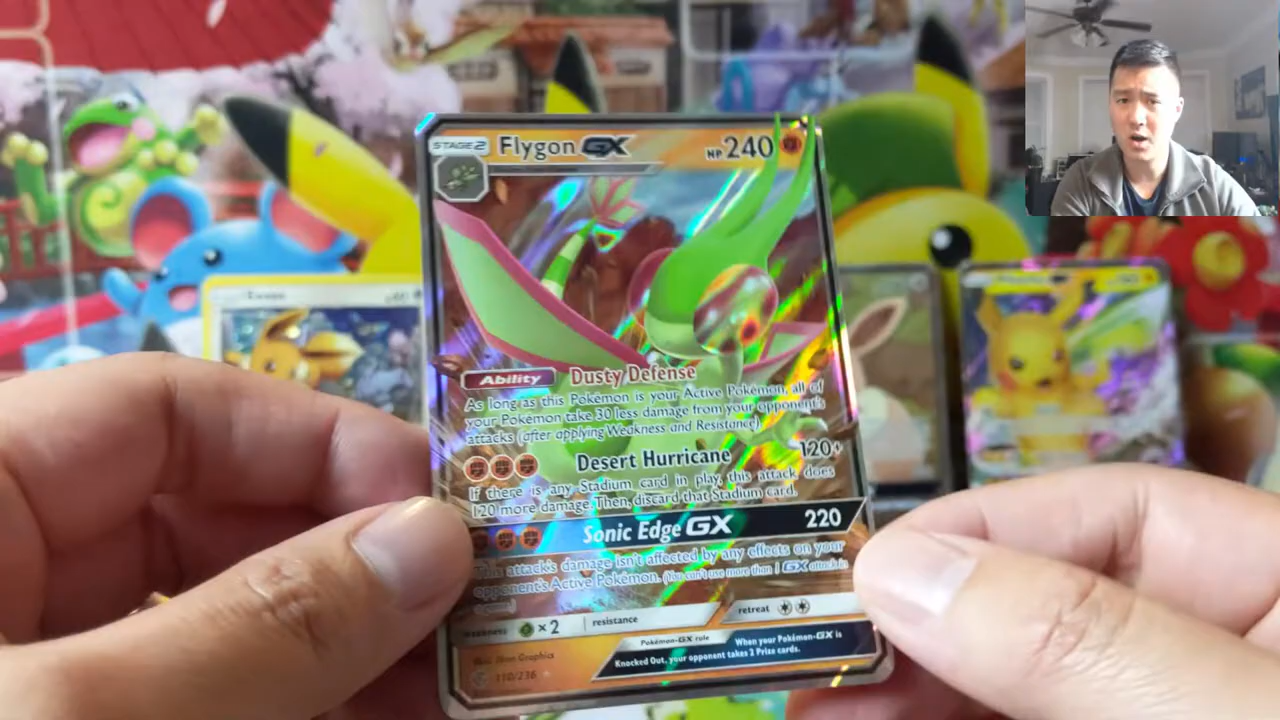 STAGE 2 Flygon GX HP 240
Ability Dusty Defense
As long as this Pokémon is your Active Pokémon, all of
your Pokémon take 30 less damage from your opponent's
attacks (after applying Weakness and Resistance).
Desert Hurricane 120+
If there is any Stadium card in play, this attack does
120 more damage. Then, discard that Stadium card.
Sonic Edge GX 220
This attack's damage isn't affected by any effects on your
opponent's Active Pokémon. (You can't use more than 1 GX attack in
weakness ×2 resistance retreat
Pokémon-GX rule When your Pokémon-GX is
Knocked Out, your opponent takes 2 Prize cards.
110/236